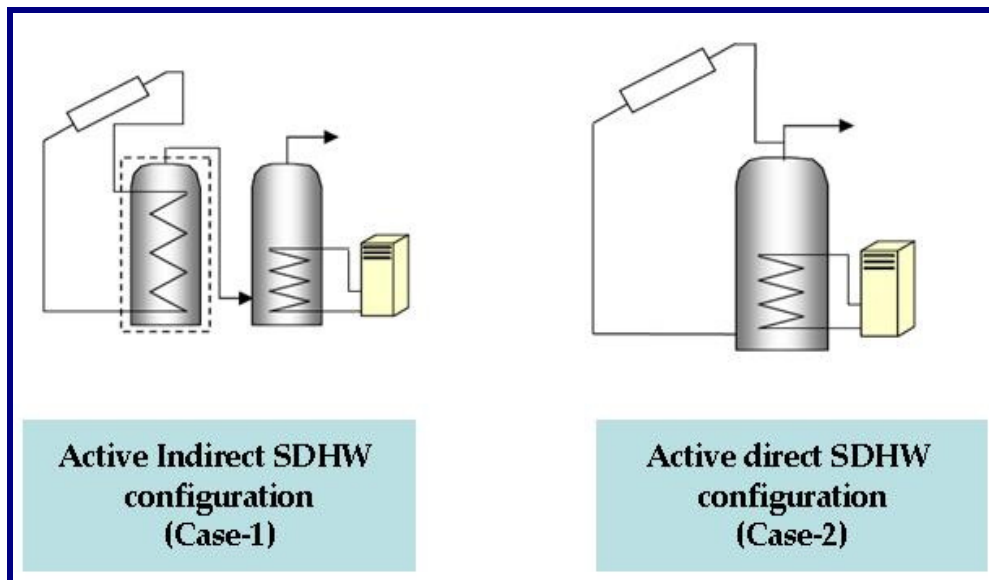 Active Indirect SDHW
configuration
(Case-1)
Active direct SDHW
configuration
(Case-2)